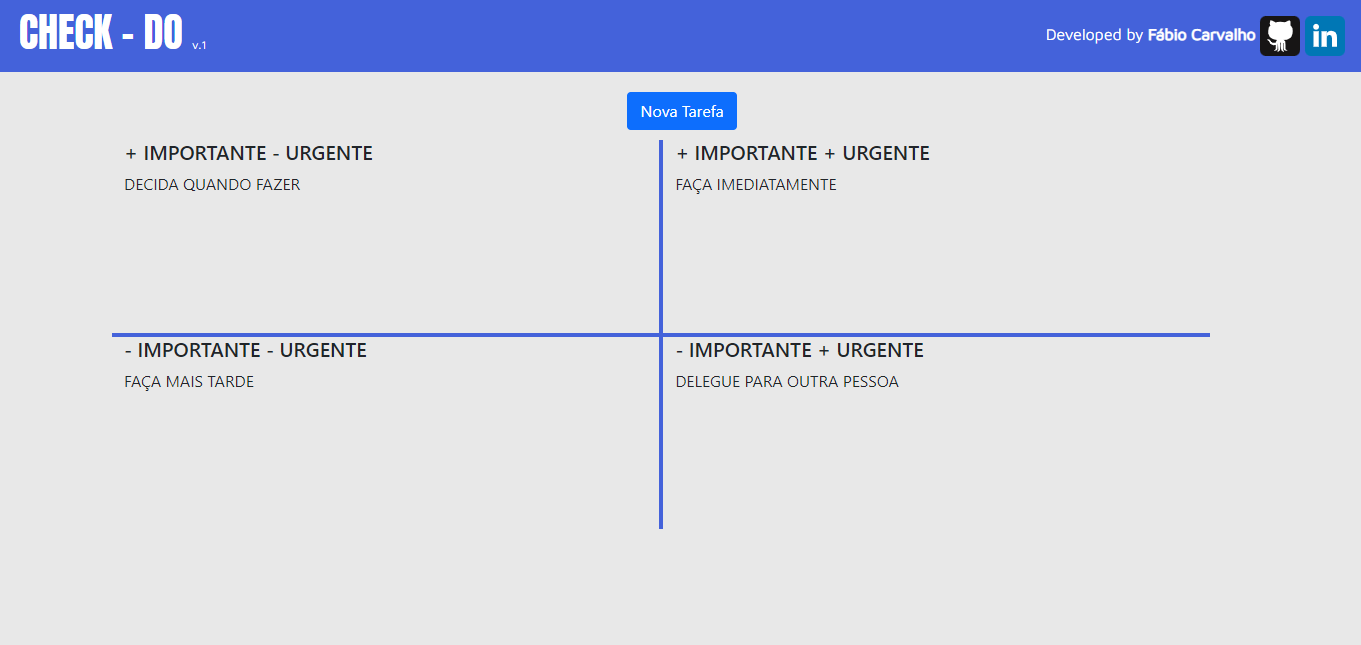 CHECK - DO v.1
Developed by Fábio Carvalho
in
Nova Tarefa
+ IMPORTANTE - URGENTE
DECIDA QUANDO FAZER
+ IMPORTANTE + URGENTE
FAÇA IMEDIATAMENTE
- IMPORTANTE - URGENTE
FAÇA MAIS TARDE
- IMPORTANTE + URGENTE
DELEGUE PARA OUTRA PESSOA